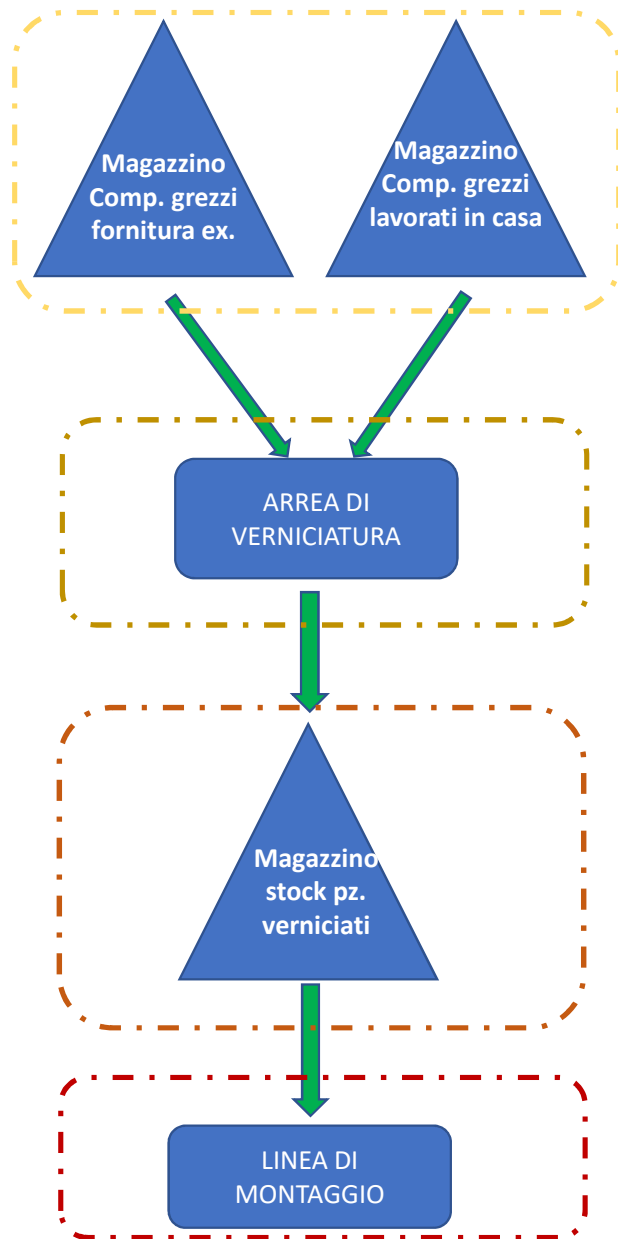 Magazzino
Comp. grezzi
fornitura ex.
Magazzino
Comp. grezzi
lavorati in casa
ARREA DI
VERNICIATURA
Magazzino
stock pz.
verniciati
LINEA DI
MONTAGGIO